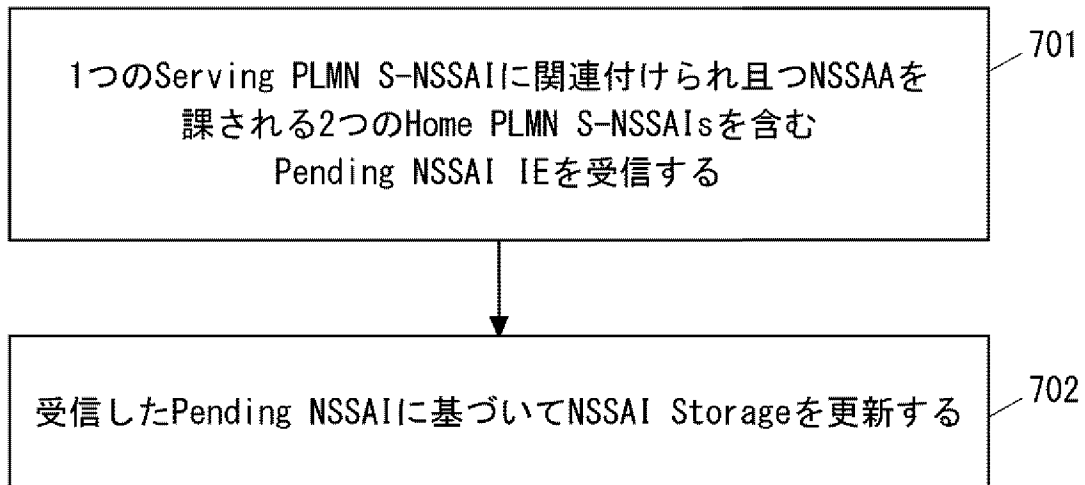 701
1つのServing PLMN S-NSSAIに関連付けられ且つNSSAAを
課される2つのHome PLMN S-NSSAIsを含む
Pending NSSAI IEを受信する
702
受信したPending NSSAIに基づいてNSSAI Storageを更新する